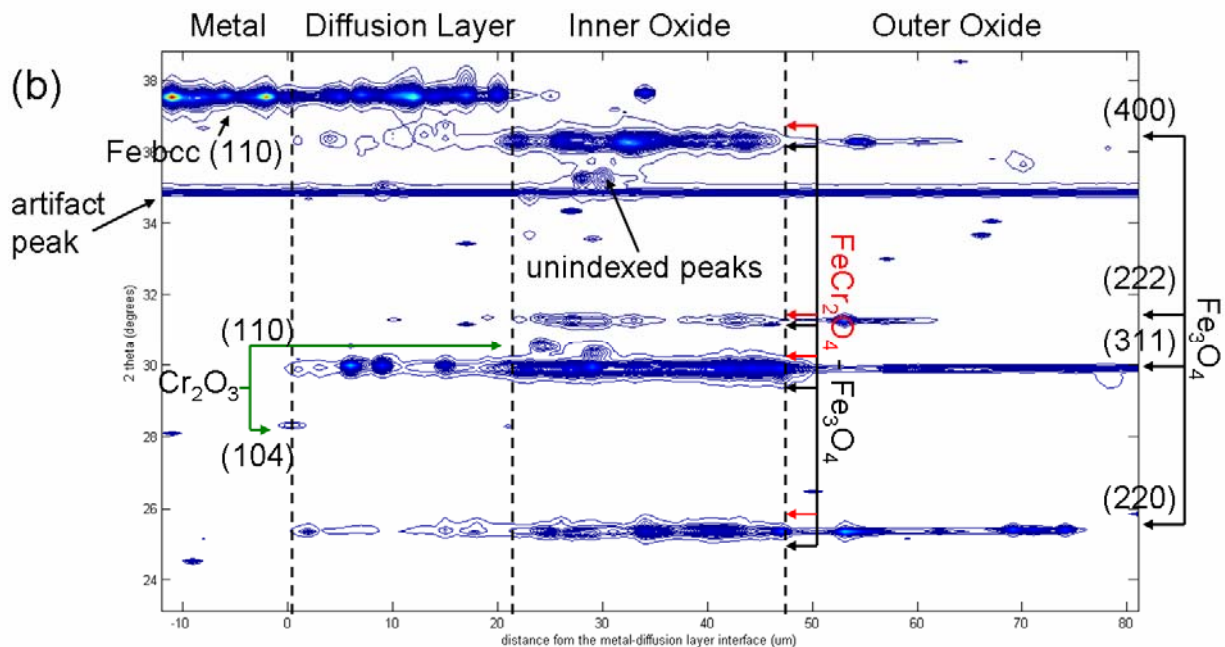 Metal Diffusion Layer Inner Oxide Outer Oxide
(b)
38
Fe bcc (110)
(400)
36
artifact
peak
34
unindexed peaks
FeCr2O4
(222)
32
(110)
(311)
Fe3O4
30
Cr2O3
Fe3O4
28
(104)
(220)
26
24
2 theta (degrees)
-10 0 10 20 30 40 50 60 70 80
distance fom the metal-diffusion layer interface (um)